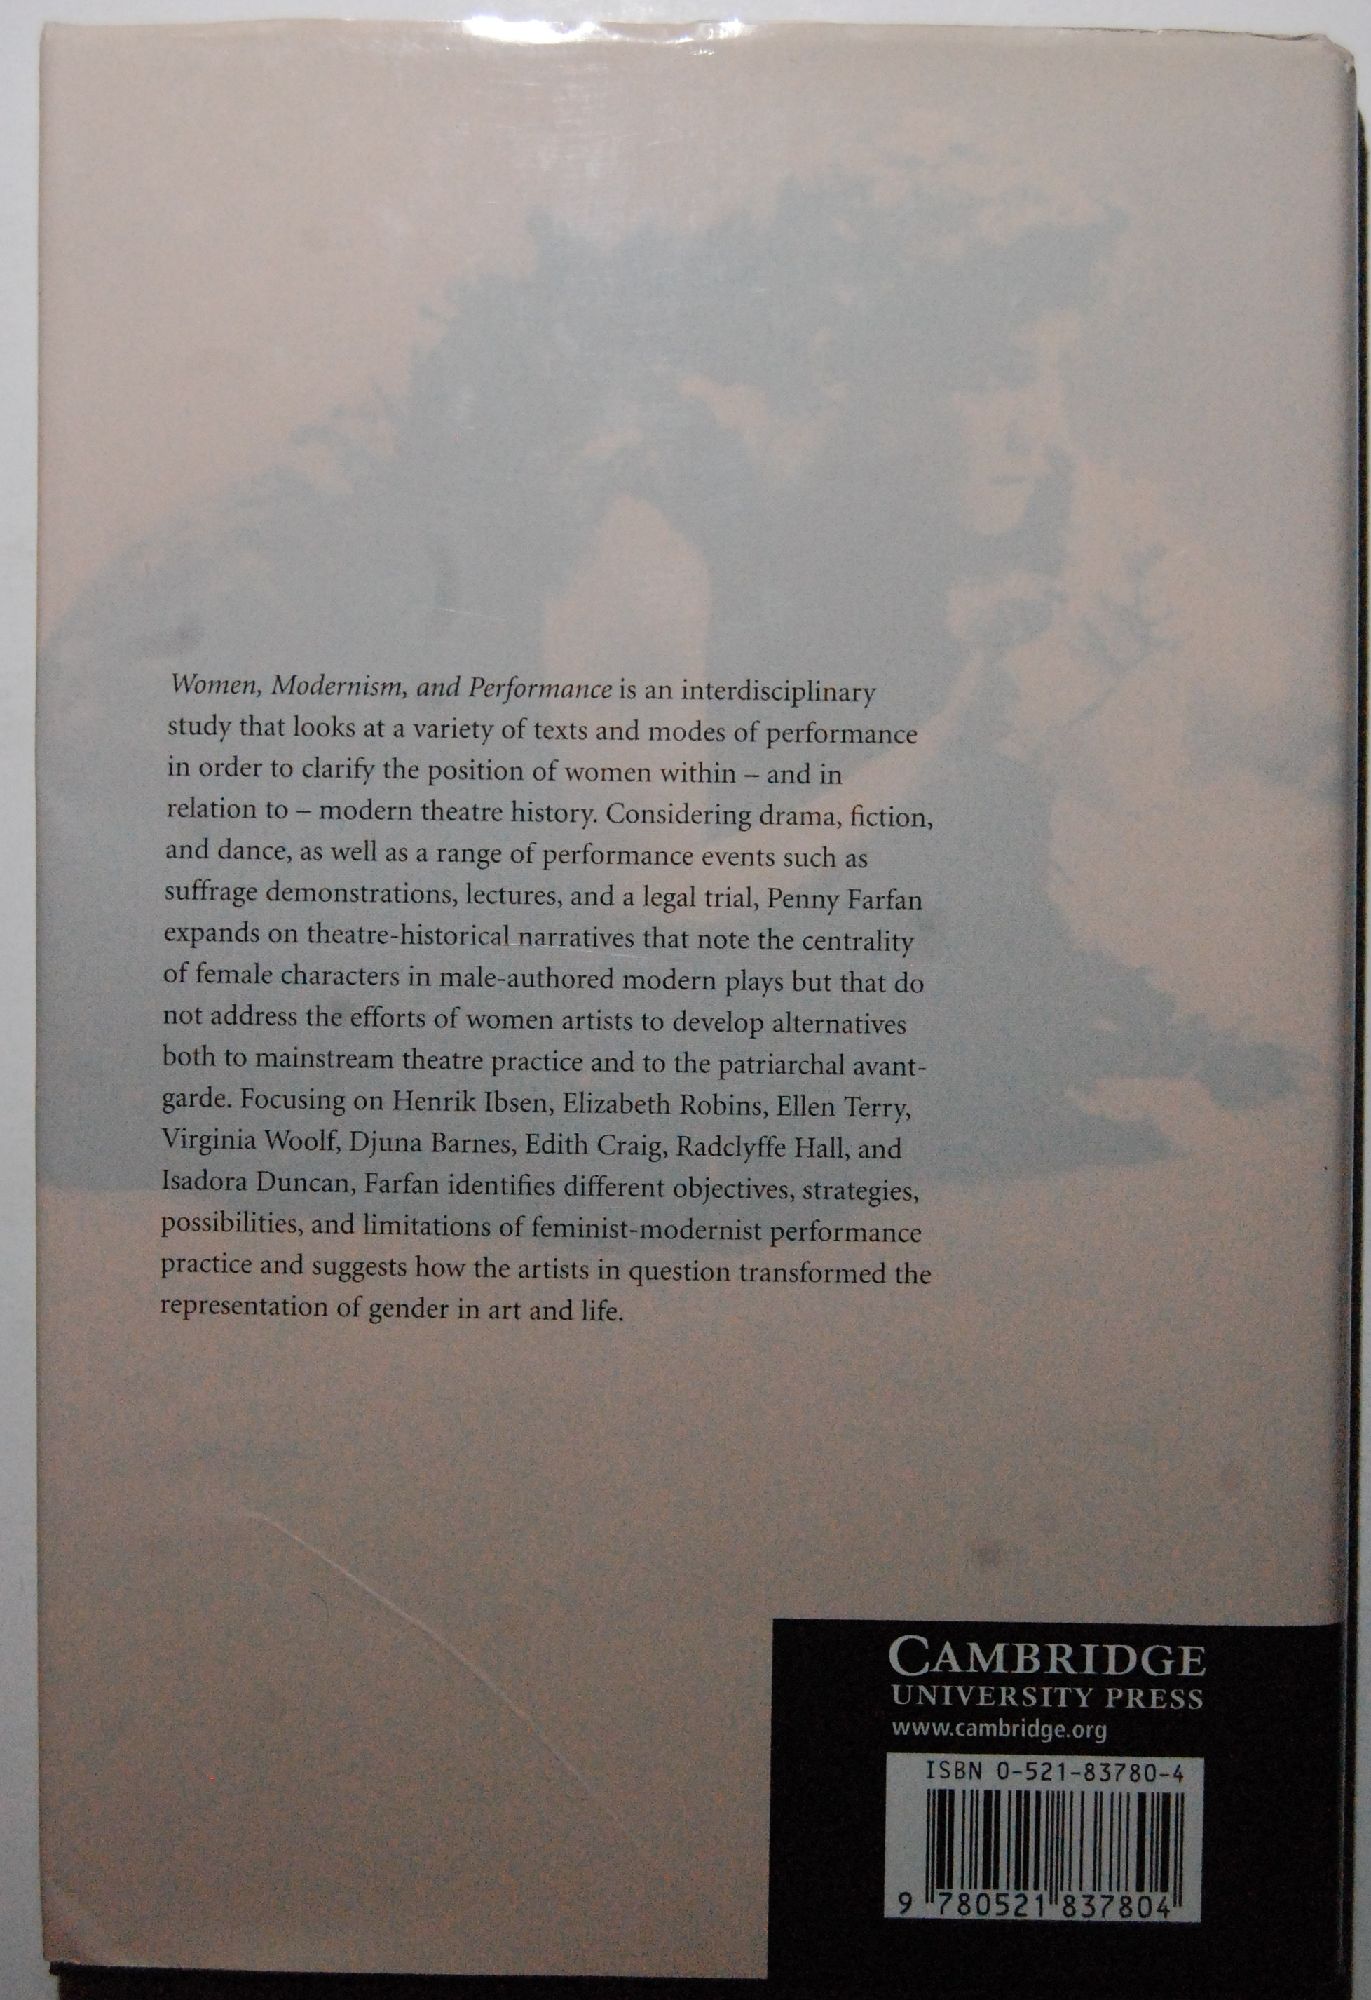 Women, Modernism, and Performance is an interdisciplinary
study that looks at a variety of texts and modes of performance
in order to clarify the position of women within – and in
relation to – modern theatre history. Considering drama, fiction,
and dance, as well as a range of performance events such as
suffrage demonstrations, lectures, and a legal trial, Penny Farfan
expands on theatre-historical narratives that note the centrality
of female characters in male-authored modern plays but that do
not address the efforts of women artists to develop alternatives
both to mainstream theatre practice and to the patriarchal avant-
garde. Focusing on Henrik Ibsen, Elizabeth Robins, Ellen Terry,
Virginia Woolf, Djuna Barnes, Edith Craig, Radclyffe Hall, and
Isadora Duncan, Farfan identifies different objectives, strategies,
possibilities, and limitations of feminist-modernist performance
practice and suggests how the artists in question transformed the
representation of gender in art and life.
CAMBRIDGE
UNIVERSITY PRESS
www.cambridge.org
ISBN 0-521-83780-4
9 780521 837804